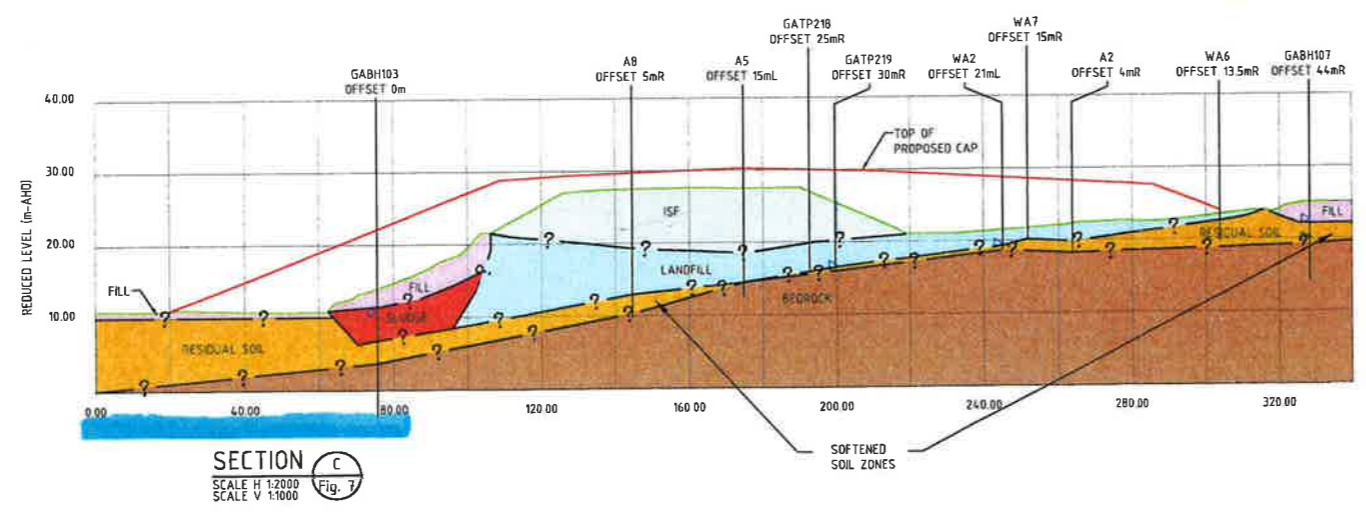 GATP218
OFFSET 25mR
WA7
OFFSET 15mR
GABH103
OFFSET 0m
A8
OFFSET 5mR
A5
OFFSET 15mL
GATP219
OFFSET 30mR
WA2
OFFSET 21mL
A2
OFFSET 4mR
WA6
OFFSET 13.5mR
GABH107
OFFSET 44mR
REDUCED LEVEL (m-AHD)
40.00
30.00
20.00
10.00
TOP OF
PROPOSED CAP
ISF
FILL
FILL
FILL
LANDFILL
SLUDGE
BEDROCK
RESIDUAL SOIL
RESIDUAL SOIL
0.00 40.00 80.00 120.00 160.00 200.00 240.00 280.00 320.00
SOFTENED
SOIL ZONES
SECTION C
SCALE H 1:2000
SCALE V 1:1000
Fig. 7